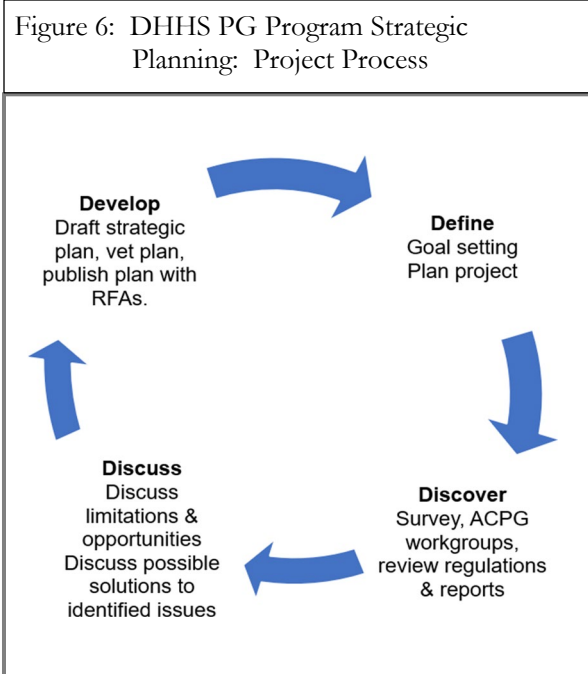 Figure 6: DHHS PG Program Strategic
Planning: Project Process
Develop
Draft strategic
plan, vet plan,
publish plan with
RFAs.
Define
Goal setting
Plan project
Discover
Survey, ACPG
workgroups,
review regulations
& reports
Discuss
Discuss
limitations &
opportunities
Discuss possible
solutions to
identified issues